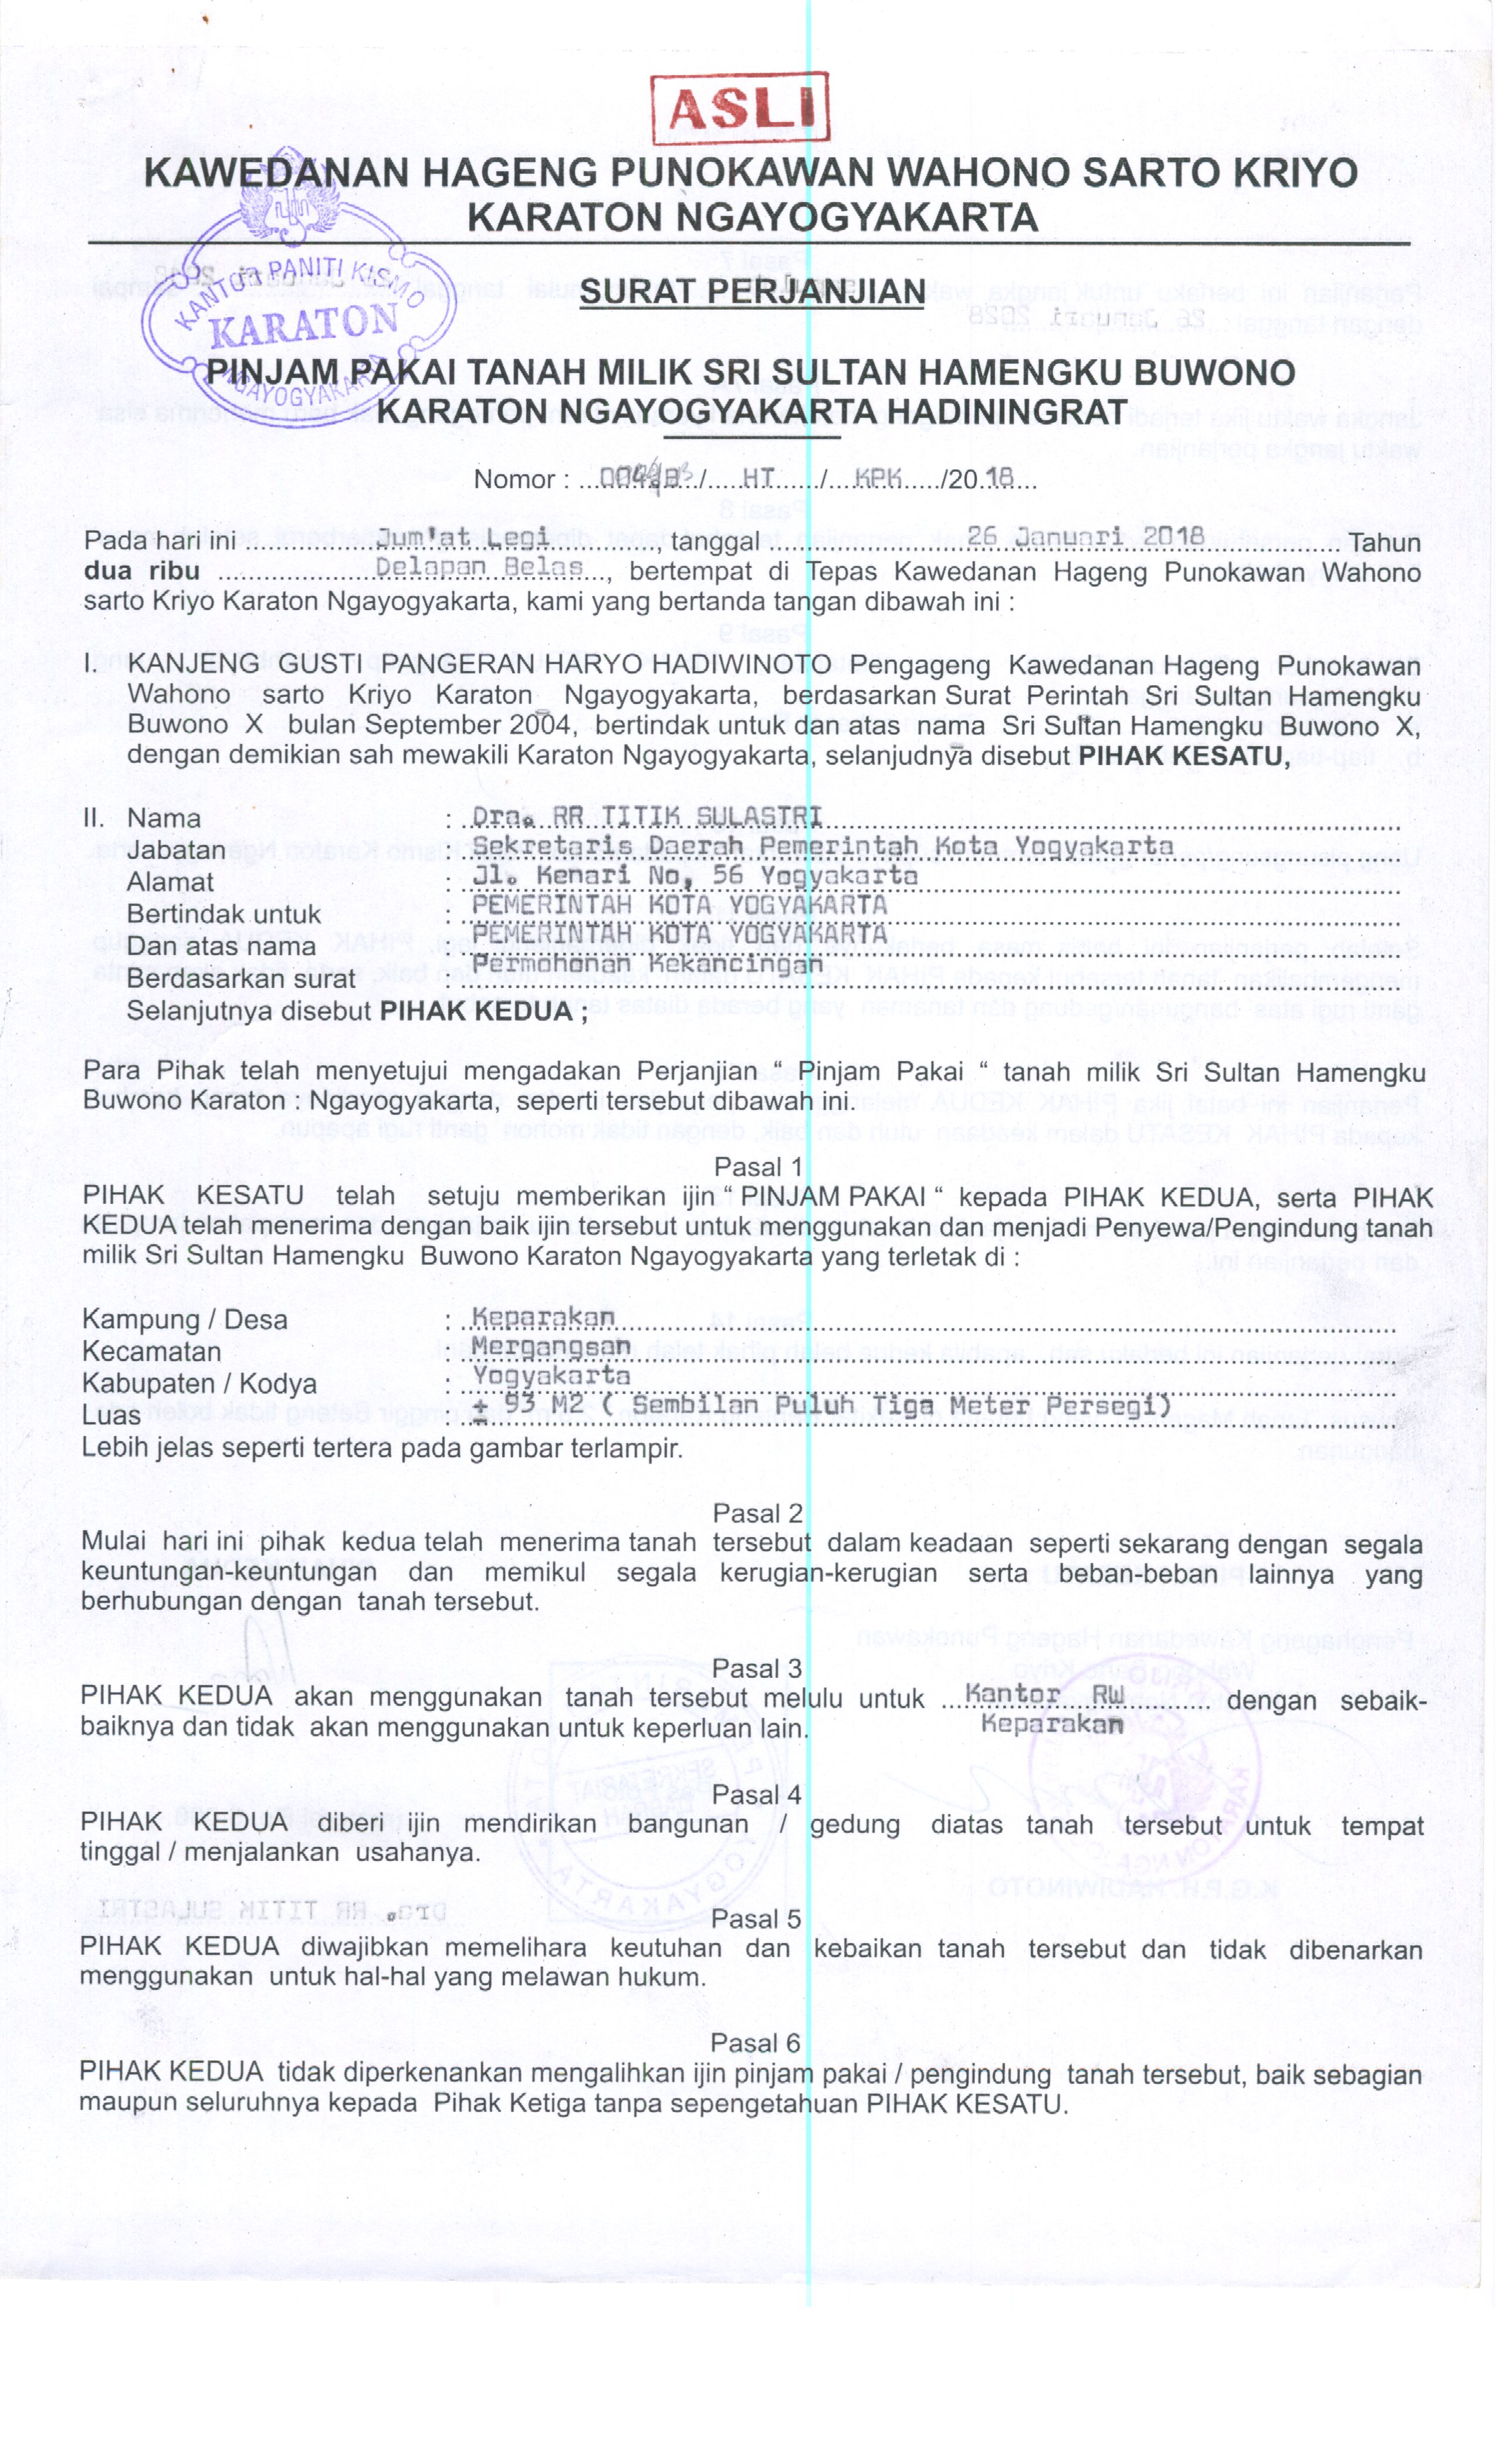 ASLI
KAWEDANAN HAGENG PUNOKAWAN WAHONO SARTO KRIYO
KARATON NGAYOGYAKARTA
KANTOR PANITI KISMO
KARATON
NGAYOGYAKARTA
SURAT PERJANJIAN
PINJAM PAKAI TANAH MILIK SRI SULTAN HAMENGKU BUWONO
KARATON NGAYOGYAKARTA HADININGRAT
Nomor : / HT / KPK /20 18
Pada hari ini Jum'at Legi, tanggal 26 Januari 2018 Tahun
dua ribu Delapan Belas, bertempat di Tepas Kawedanan Hageng Punokawan Wahono
sarto Kriyo Karaton Ngayogyakarta, kami yang bertanda tangan dibawah ini :
I. KANJENG GUSTI PANGERAN HARYO HADIWINOTO Pengageng Kawedanan Hageng Punokawan
Wahono sarto Kriyo Karaton Ngayogyakarta, berdasarkan Surat Perintah Sri Sultan Hamengku
Buwono X bulan September 2004, bertindak untuk dan atas nama Sri Sultan Hamengku Buwono X,
dengan demikian sah mewakili Karaton Ngayogyakarta, selanjudnya disebut PIHAK KESATU,
II. Nama : Dra. RR TITIK SULASTRI
Jabatan : Sekretaris Daerah Pemerintah Kota Yogyakarta
Alamat : Jl. Kenari No, 56 Yogyakarta
Bertindak untuk : PEMERINTAH KOTA YOGYAKARTA
Dan atas nama : PEMERINTAH KOTA YOGYAKARTA
Berdasarkan surat : Permohonan Kekancingan
Selanjutnya disebut PIHAK KEDUA ;
Para Pihak telah menyetujui mengadakan Perjanjian “ Pinjam Pakai “ tanah milik Sri Sultan Hamengku
Buwono Karaton : Ngayogyakarta, seperti tersebut dibawah ini.
Pasal 1
PIHAK KESATU telah setuju memberikan ijin “ PINJAM PAKAI “ kepada PIHAK KEDUA, serta PIHAK
KEDUA telah menerima dengan baik ijin tersebut untuk menggunakan dan menjadi Penyewa/Pengindung tanah
milik Sri Sultan Hamengku Buwono Karaton Ngayogyakarta yang terletak di :
Kampung / Desa : Keparakan
Kecamatan : Mergangsan
Kabupaten / Kodya : Yogyakarta
Luas : ± 93 M2 ( Sembilan Puluh Tiga Meter Persegi)
Lebih jelas seperti tertera pada gambar terlampir.
Pasal 2
Mulai hari ini pihak kedua telah menerima tanah tersebut dalam keadaan seperti sekarang dengan segala
keuntungan-keuntungan dan memikul segala kerugian-kerugian serta beban-beban lainnya yang
berhubungan dengan tanah tersebut.
Pasal 3
PIHAK KEDUA akan menggunakan tanah tersebut melulu untuk Kantor RW dengan sebaik-
baiknya dan tidak akan menggunakan untuk keperluan lain. Keparakan
Pasal 4
PIHAK KEDUA diperi ijin mendirikan bangunan / gedung diatas tanah tersebut untuk tempat
tinggal / menjalankan usahanya.
Pasal 5
PIHAK KEDUA diwajibkan memelihara keutuhan dan kebaikan tanah tersebut dan tidak dibenarkan
menggunakan untuk hal-hal yang melawan hukum.
Pasal 6
PIHAK KEDUA tidak diperkenankan mengalihkan ijin pinjam pakai / pengindung tanah tersebut, baik sebagian
maupun seluruhnya kepada Pihak Ketiga tanpa sepengetahuan PIHAK KESATU.